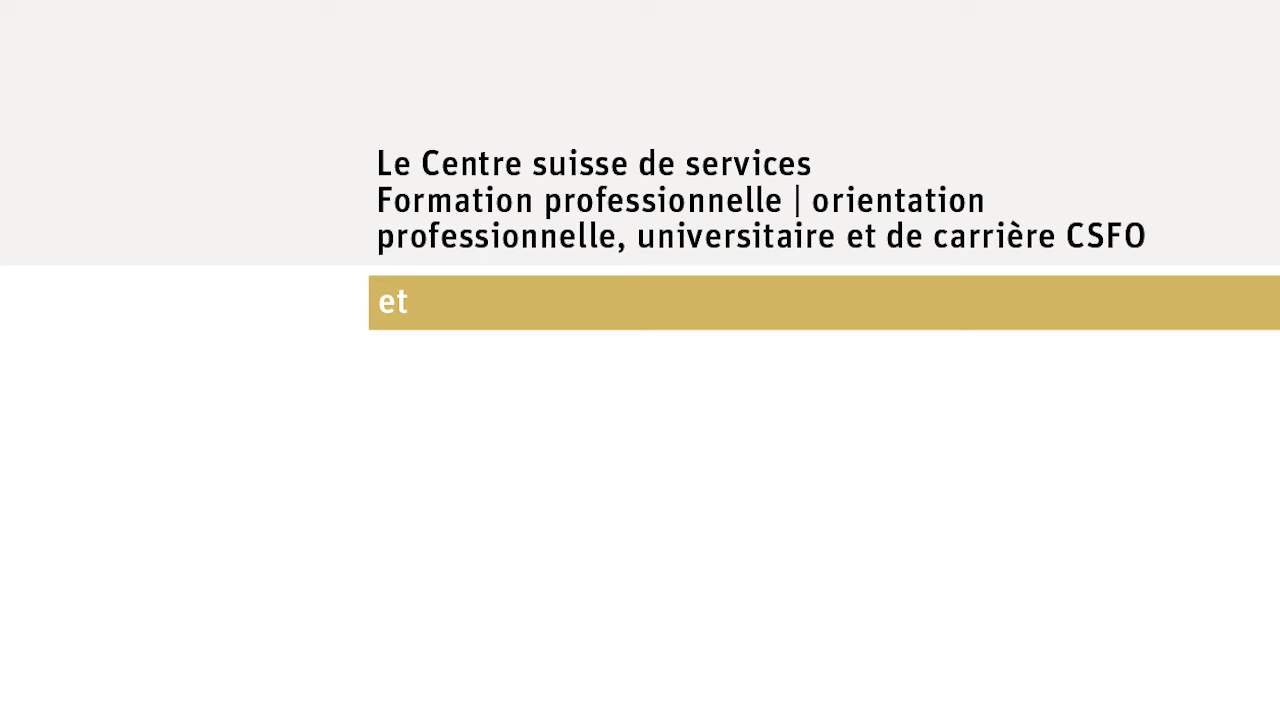 Le Centre suisse de services
Formation professionnelle | orientation
professionnelle, universitaire et de carrière CSFO
et